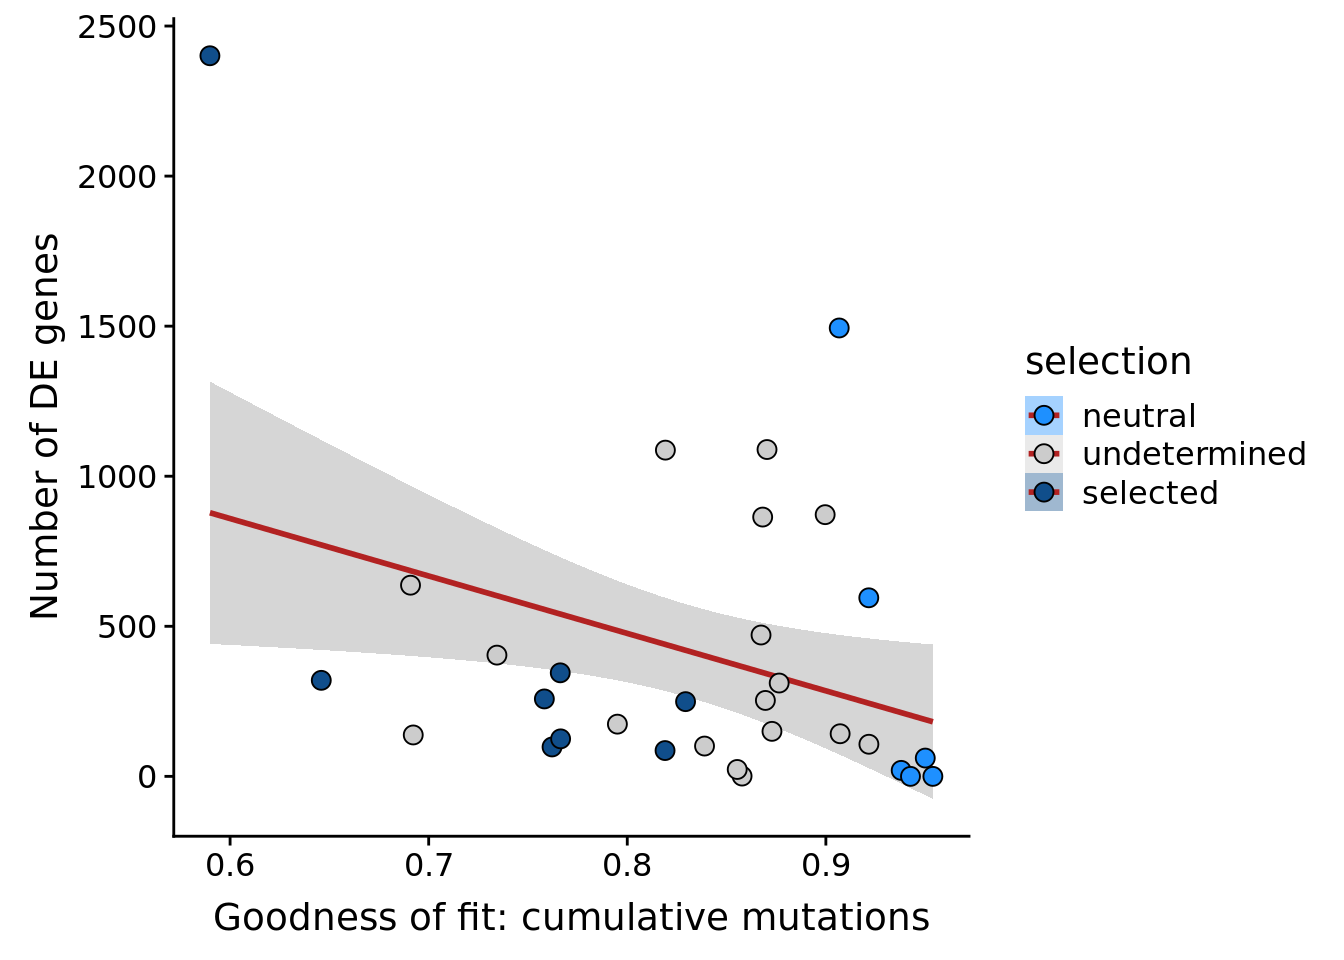 2500
2000
1500
1000
500
0
Number of DE genes
0.6 0.7 0.8 0.9
Goodness of fit: cumulative mutations
selection
neutral
undetermined
selected